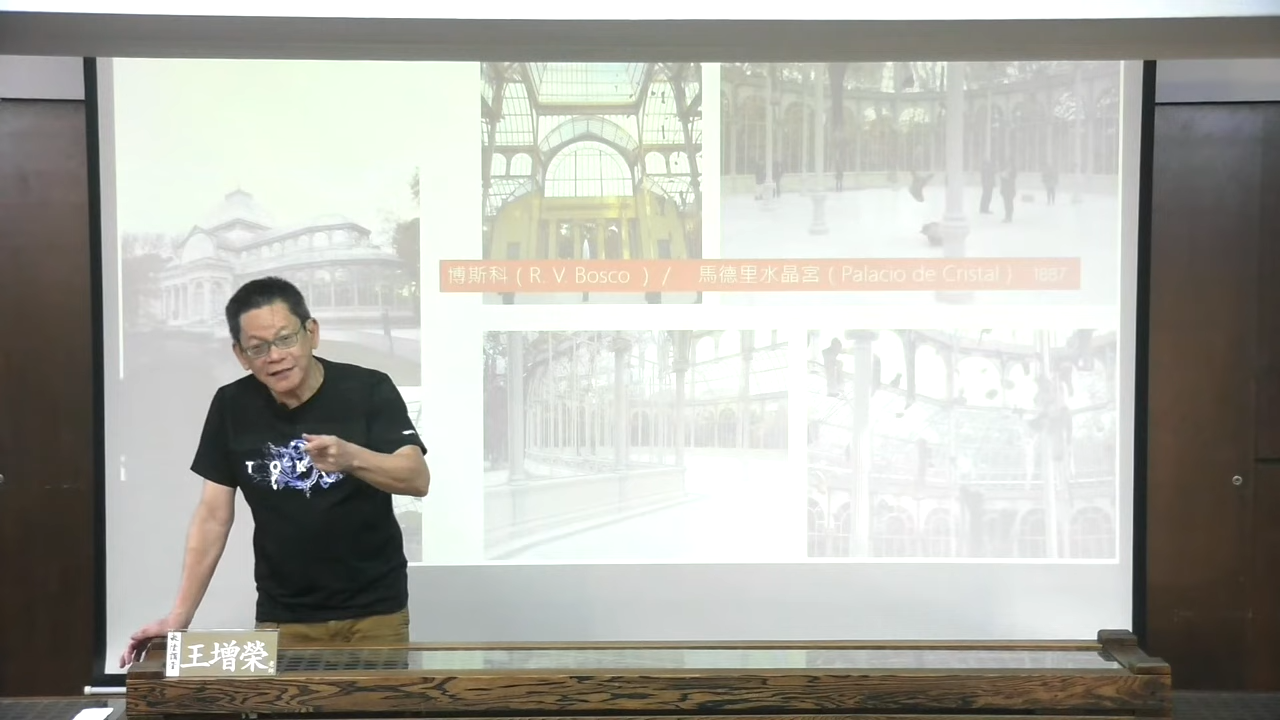 博斯科 ( R. V. Bosco ) / 馬德里水晶宮 ( Palacio de Cristal ) 1887
TOK
王增榮